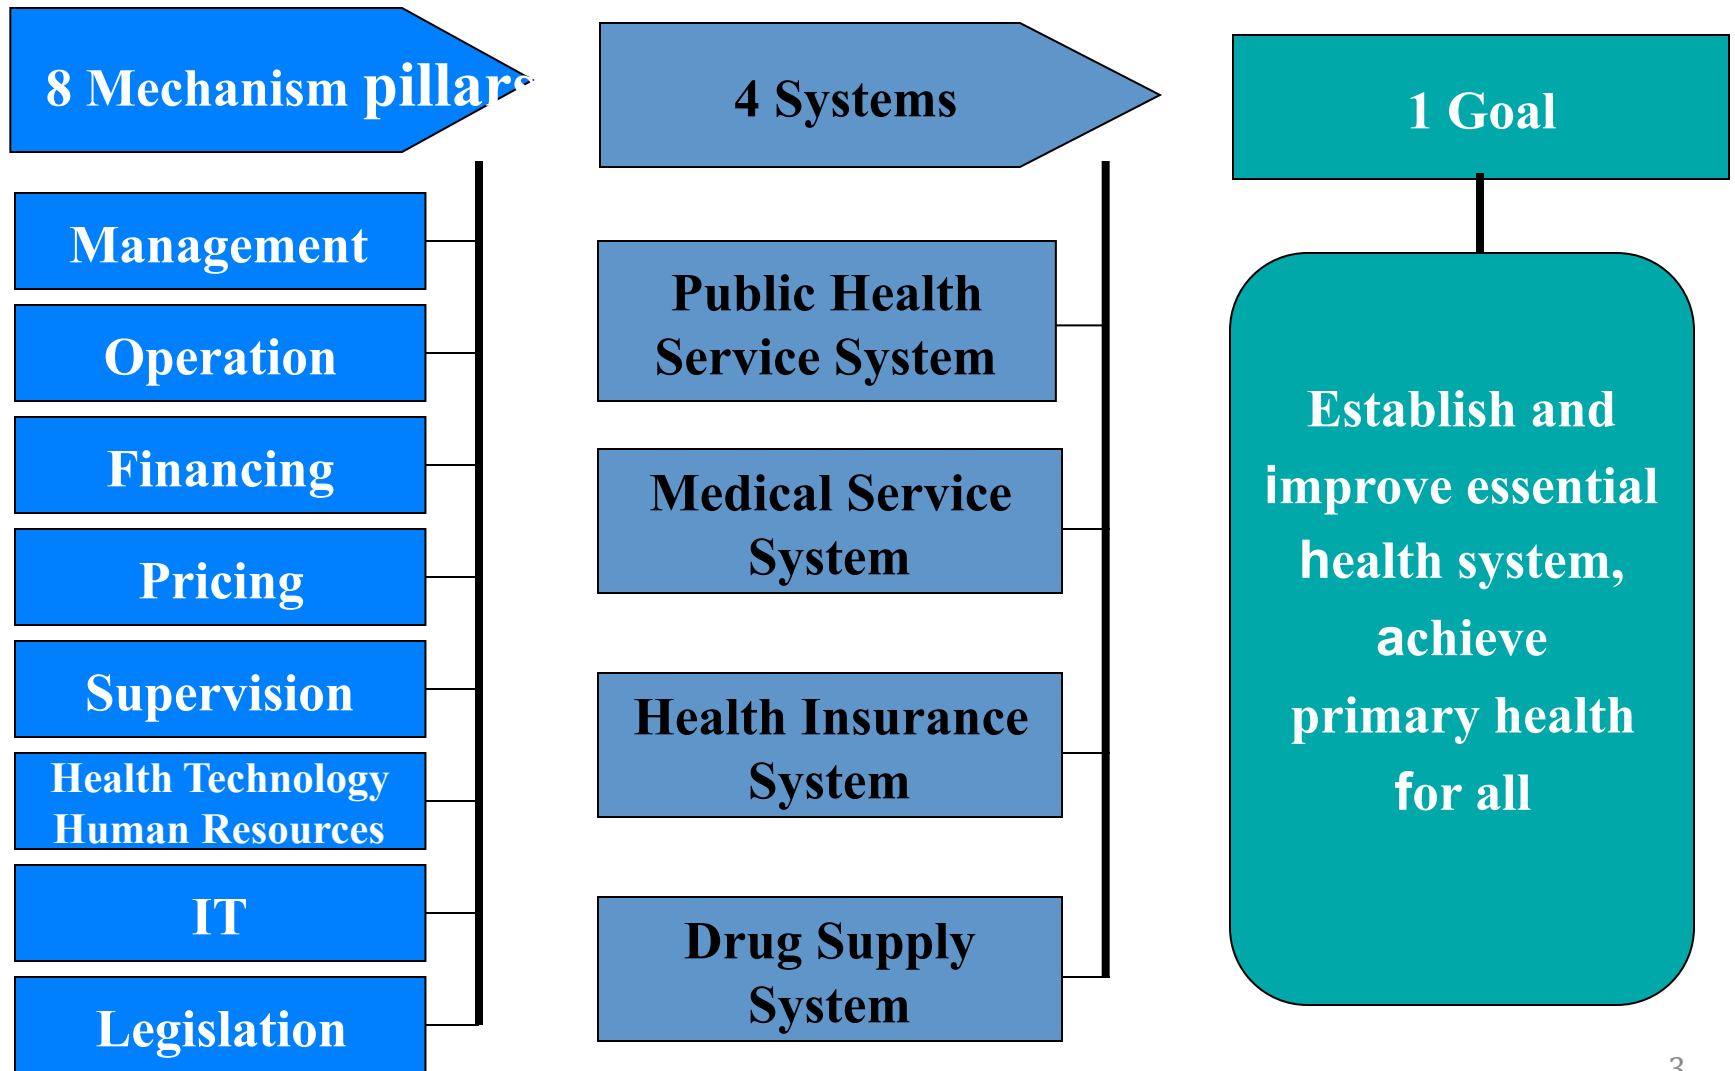 8 Mechanism pillars
Management
Operation
Financing
Pricing
Supervision
Health Technology
Human Resources
IT
Legislation
4 Systems
Public Health
Service System
Medical Service
System
Health Insurance
System
Drug Supply
System
1 Goal
Establish and
improve essential
health system,
achieve
primary health
for all
3